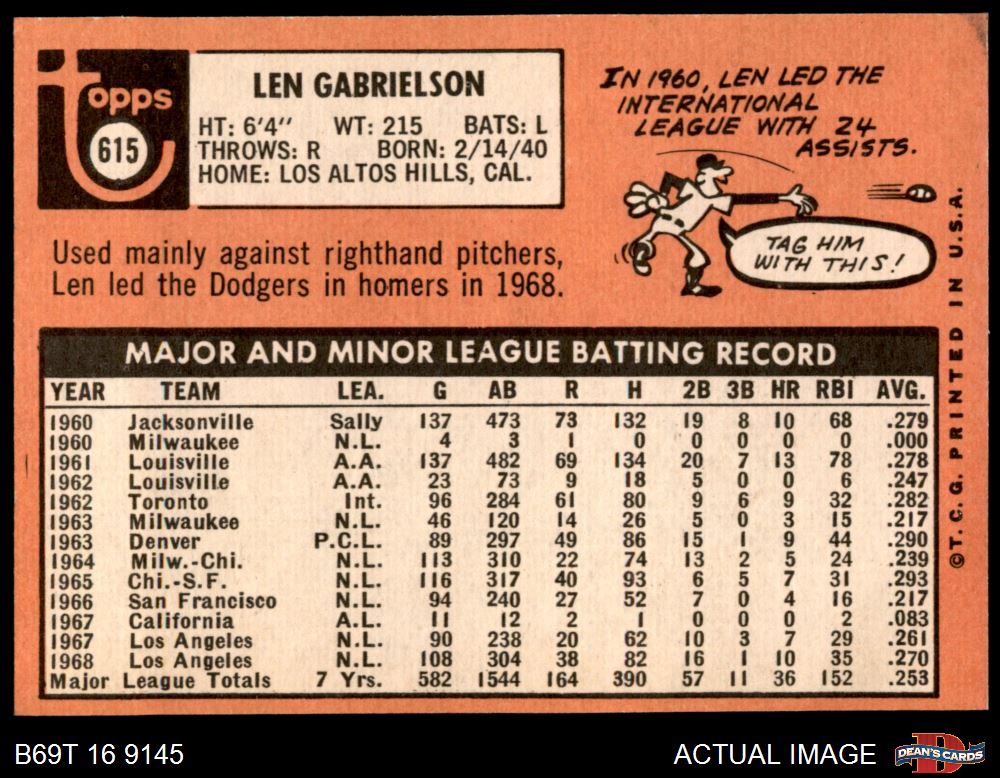 topps
615
LEN GABRIELSON
HT: 6'4" WT: 215 BATS: L
THROWS: R BORN: 2/14/40
HOME: LOS ALTOS HILLS, CAL.
IN 1960, LEN LED THE
INTERNATIONAL
LEAGUE WITH 24
ASSISTS.
TAG HIM
WITH THIS!
Used mainly against righthand pitchers,
Len led the Dodgers in homers in 1968.
MAJOR AND MINOR LEAGUE BATTING RECORD
YEAR TEAM LEA. G AB R H 2B 3B HR RBI AVG.
1960 Jacksonville Sally 137 473 73 132 19 8 10 68 .279
1960 Milwaukee N.L. 4 3 1 0 0 0 0 0 .000
1961 Louisville A.A. 137 482 69 134 20 7 13 78 .278
1962 Louisville A.A. 23 73 9 18 5 0 0 6 .247
1962 Toronto Int. 96 284 61 80 9 6 9 32 .282
1963 Milwaukee N.L. 46 120 14 26 5 0 3 15 .217
1963 Denver P.C.L. 89 297 49 86 15 1 9 44 .290
1964 Milw.-Chi. N.L. 113 310 22 74 13 2 5 24 .239
1965 Chi.-S.F. N.L. 116 317 40 93 6 5 7 31 .293
1966 San Francisco N.L. 94 240 27 52 7 0 4 16 .217
1967 California A.L. 11 12 2 1 0 0 0 2 .083
1967 Los Angeles N.L. 90 238 20 62 10 3 7 29 .261
1968 Los Angeles N.L. 108 304 38 82 16 1 10 35 .270
Major League Totals 7 Yrs. 582 1544 164 390 57 11 36 152 .253
©T.C.G. PRINTED IN U.S.A.
B69T 16 9145
ACTUAL IMAGE
DEAN'S CARDS